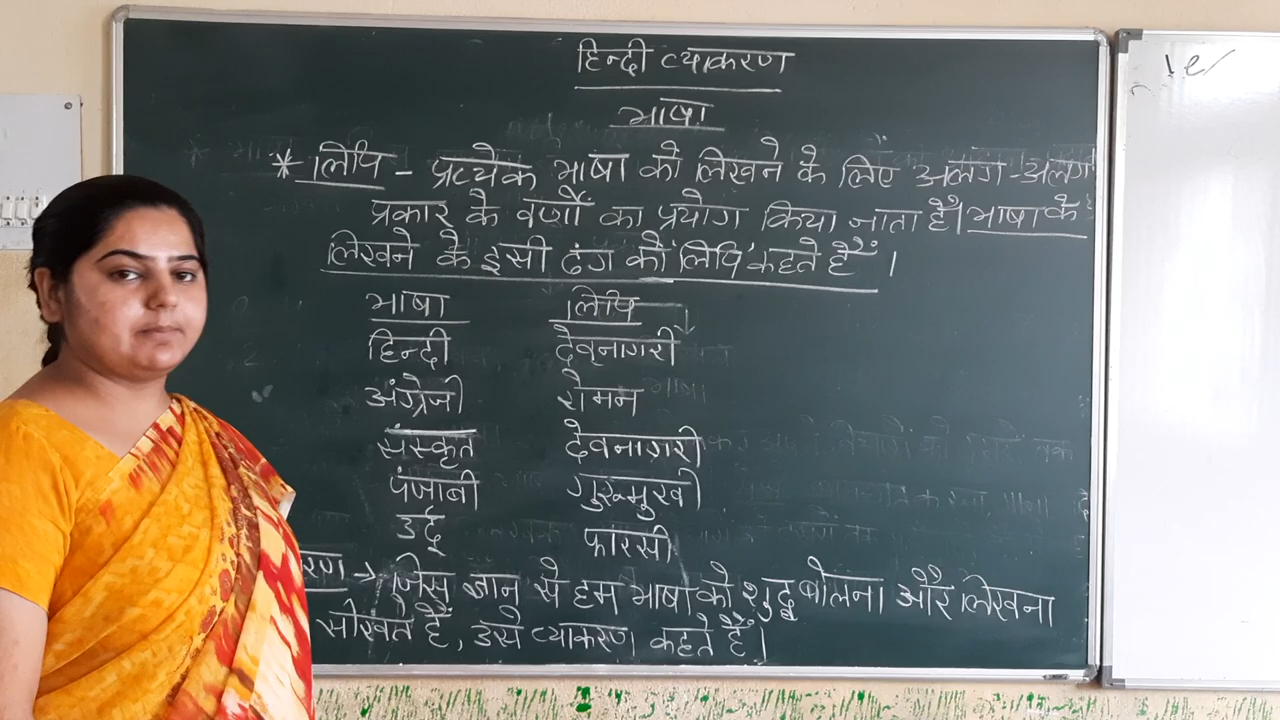 हिन्दी व्याकरण
भाषा
* लिपि - प्रत्येक भाषा को लिखने के लिए अलग-अलग
प्रकार के वर्णों का प्रयोग किया जाता है। भाषा के
लिखने के इसी ढंग को 'लिपि' कहते हैं ।
भाषा लिपि
हिन्दी देवनागरी
अंग्रेजी रोमन
संस्कृत देवनागरी
पंजाबी गुरूमुखी
उर्दू फारसी
रण → जिस ज्ञान से हम भाषा को शुद्ध बोलना और लिखना
सीखते हैं, उसे व्याकरण कहते हैं।